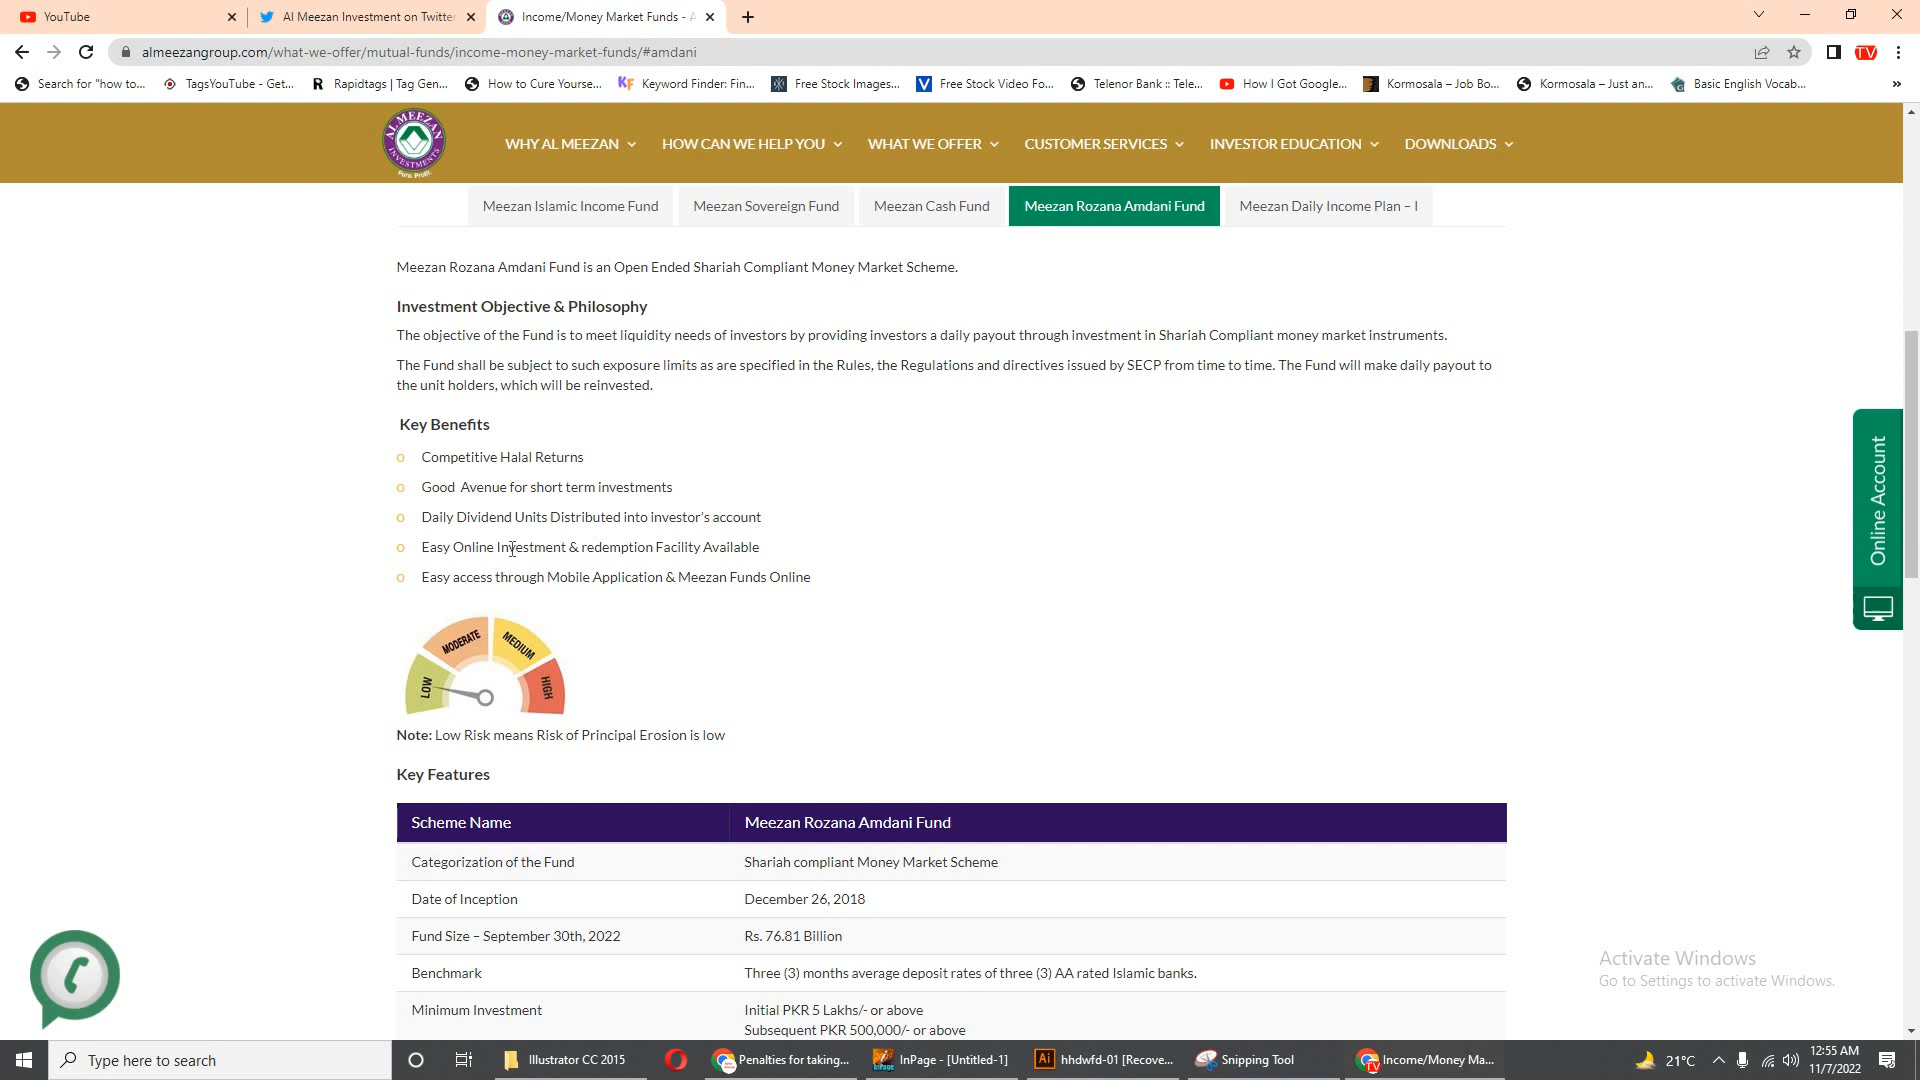 YouTube
Al Meezan Investment on Twitter
Income/Money Market Funds - A
almeezangroup.com/what-we-offer/mutual-funds/income-money-market-funds/#amdani
Search for "how to...
TagsYouTube - Get...
Rapidtags | Tag Gen...
How to Cure Yourse...
Keyword Finder: Fin...
Free Stock Images...
Free Stock Video Fo...
Telenor Bank :: Tele...
How I Got Google...
Kormosala – Job Bo...
Kormosala – Just an...
Basic English Vocab...
AL MEEZAN
INVESTMENTS
Pure. Profit.
WHY AL MEEZAN
HOW CAN WE HELP YOU
WHAT WE OFFER
CUSTOMER SERVICES
INVESTOR EDUCATION
DOWNLOADS
Meezan Islamic Income Fund
Meezan Sovereign Fund
Meezan Cash Fund
Meezan Rozana Amdani Fund
Meezan Daily Income Plan – I
Meezan Rozana Amdani Fund is an Open Ended Shariah Compliant Money Market Scheme.
Investment Objective & Philosophy
The objective of the Fund is to meet liquidity needs of investors by providing investors a daily payout through investment in Shariah Compliant money market instruments.
The Fund shall be subject to such exposure limits as are specified in the Rules, the Regulations and directives issued by SECP from time to time. The Fund will make daily payout to
the unit holders, which will be reinvested.
Key Benefits
o Competitive Halal Returns
o Good Avenue for short term investments
o Daily Dividend Units Distributed into investor's account
o Easy Online Investment & redemption Facility Available
o Easy access through Mobile Application & Meezan Funds Online
LOW
MODERATE
MEDIUM
HIGH
Note: Low Risk means Risk of Principal Erosion is low
Key Features
Scheme Name Meezan Rozana Amdani Fund
Categorization of the Fund Shariah compliant Money Market Scheme
Date of Inception December 26, 2018
Fund Size – September 30th, 2022 Rs. 76.81 Billion
Benchmark Three (3) months average deposit rates of three (3) AA rated Islamic banks.
Minimum Investment Initial PKR 5 Lakhs/- or above
Subsequent PKR 500,000/- or above
Online Account
Activate Windows
Go to Settings to activate Windows.
Type here to search
Illustrator CC 2015
Penalties for taking...
InPage - [Untitled-1]
Ai
hhdwfd-01 [Recove...
Snipping Tool
TV
Income/Money Ma...
21°C
12:55 AM
11/7/2022